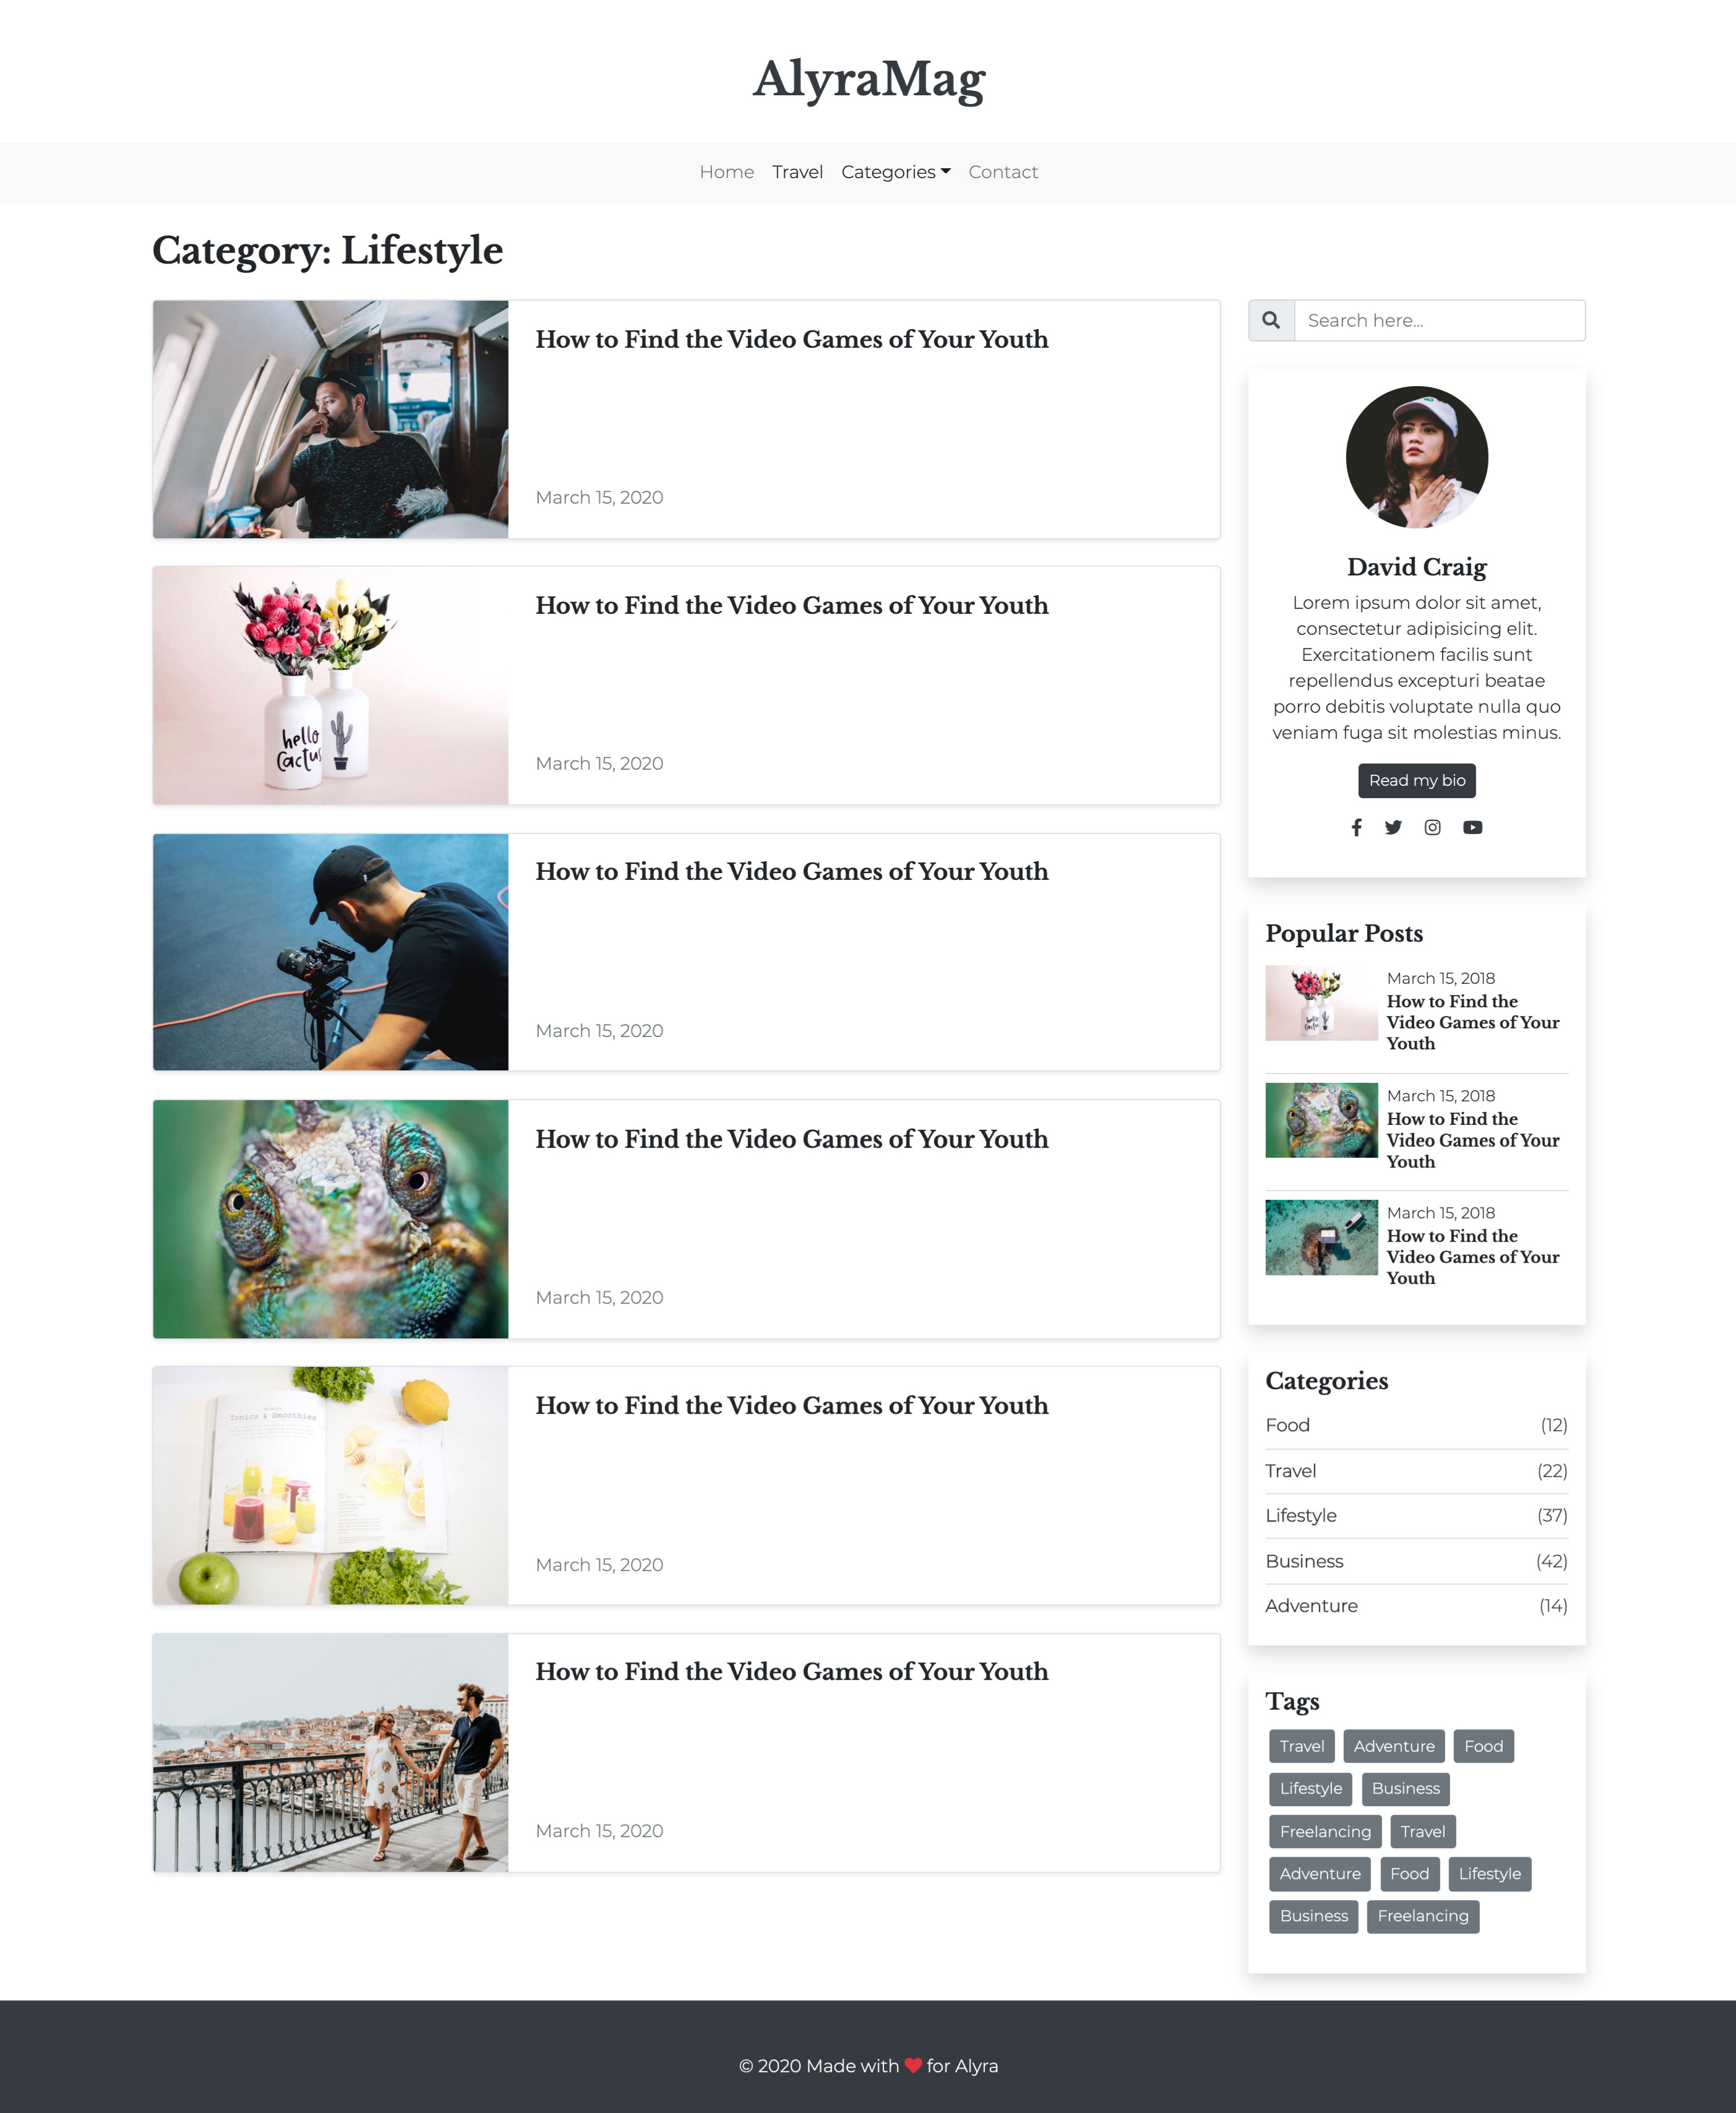 AlyraMag
Home Travel Categories Contact
Category: Lifestyle
How to Find the Video Games of Your Youth
March 15, 2020
hello
Cactus
How to Find the Video Games of Your Youth
March 15, 2020
How to Find the Video Games of Your Youth
March 15, 2020
How to Find the Video Games of Your Youth
March 15, 2020
Tonics & Smoothies
How to Find the Video Games of Your Youth
March 15, 2020
How to Find the Video Games of Your Youth
March 15, 2020
Search here...
David Craig
Lorem ipsum dolor sit amet,
consectetur adipisicing elit.
Exercitationem facilis sunt
repellendus excepturi beatae
porro debitis voluptate nulla quo
veniam fuga sit molestias minus.
Read my bio
Popular Posts
March 15, 2018
How to Find the
Video Games of Your
Youth
March 15, 2018
How to Find the
Video Games of Your
Youth
March 15, 2018
How to Find the
Video Games of Your
Youth
Categories
Food (12)
Travel (22)
Lifestyle (37)
Business (42)
Adventure (14)
Tags
Travel Adventure Food
Lifestyle Business
Freelancing Travel
Adventure Food Lifestyle
Business Freelancing
© 2020 Made with ❤ for Alyra